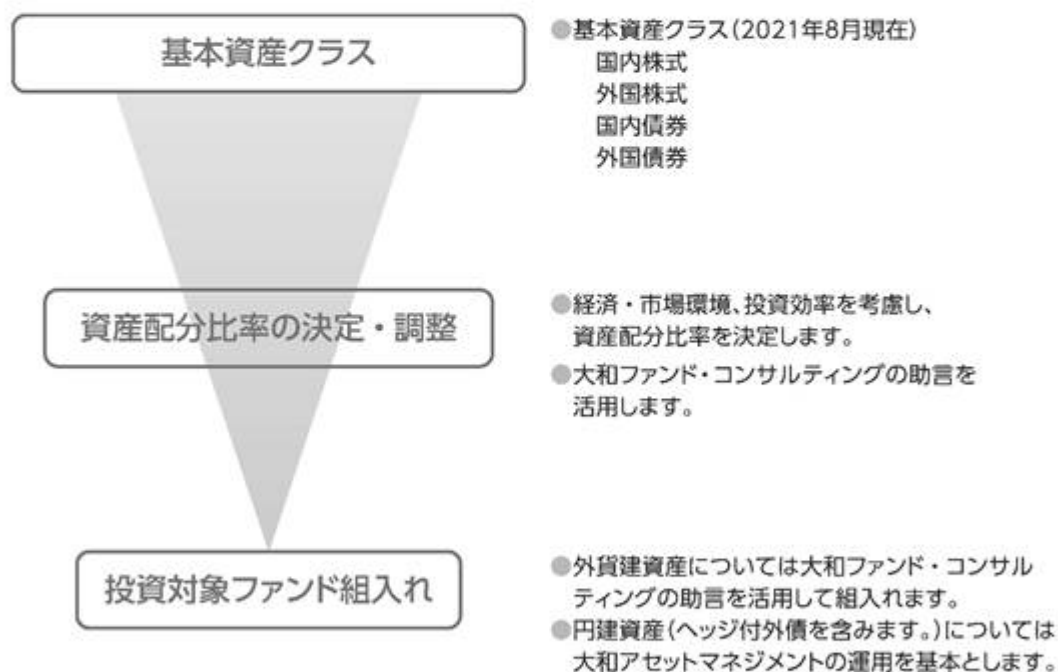 基本資産クラス
●基本資産クラス(2021年8月現在)
国内株式
外国株式
国内債券
外国債券
資産配分比率の決定・調整
●経済・市場環境、投資効率を考慮し、
資産配分比率を決定します。
●大和ファンド・コンサルティングの助言を
活用します。
投資対象ファンド組入れ
●外貨建資産については大和ファンド・コンサル
ティングの助言を活用して組入れます。
●円建資産(ヘッジ付外債を含みます。)については
大和アセットマネジメントの運用を基本とします。